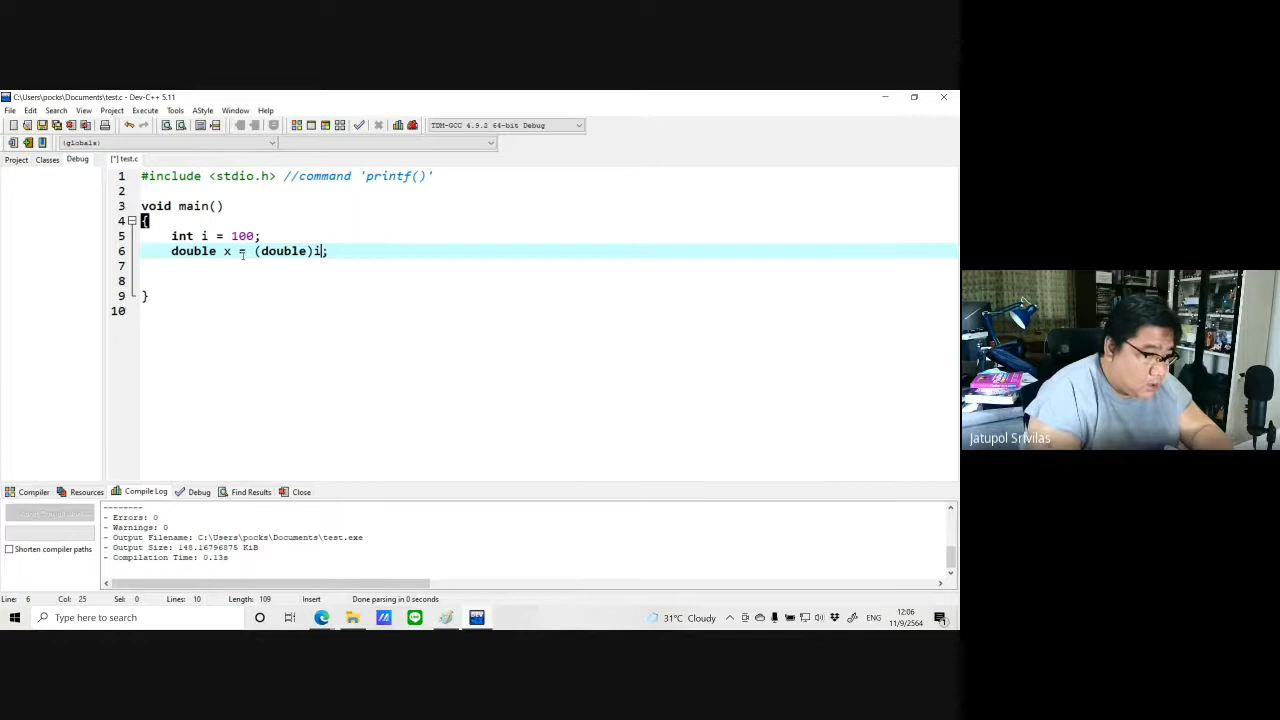 C:\Users\pocks\Documents\test.c - Dev-C++ 5.11
File Edit Search View Project Execute Tools AStyle Window Help
TDM-GCC 4.9.2 64-bit Debug
(globals)
Project Classes Debug [*] test.c
1 #include <stdio.h> //command 'printf()'
2
3 void main()
4 {
5 int i = 100;
6 double x = (double)i;
7
8
9 }
10
Jatupol Srivilas
Compiler Resources Compile Log Debug Find Results Close
--------
- Errors: 0
- Warnings: 0
- Output Filename: C:\Users\pocks\Documents\test.exe
- Output Size: 148.16796875 KiB
- Compilation Time: 0.13s
Shorten compiler paths
Line: 6 Col: 25 Sel: 0 Lines: 10 Length: 109 Insert Done parsing in 0 seconds
Type here to search
DEV
31°C Cloudy
ENG
12:06
11/9/2564